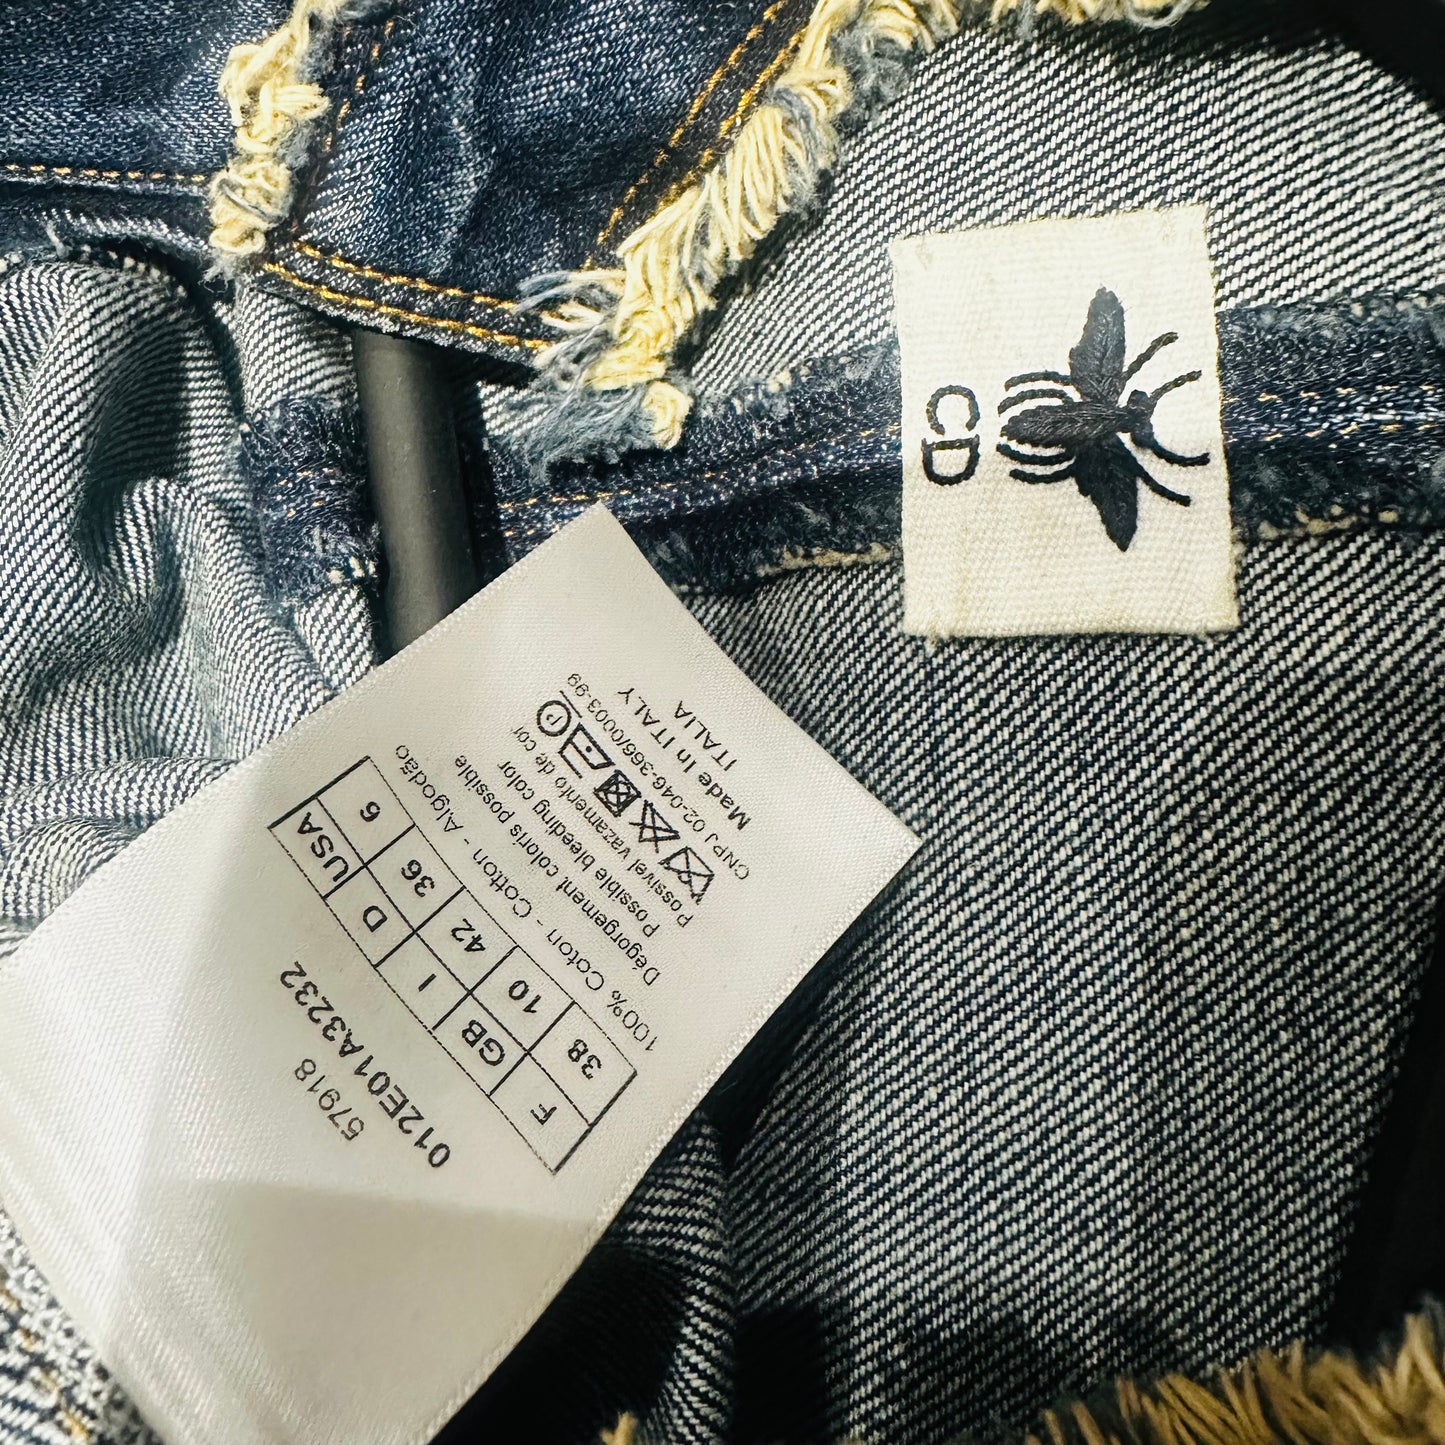 CD
57918
012E01A3232
F GB I D USA
38 10 42 36 6
100% Coton - Cotton - Algodão
Dégorgement coloris possible
Possible bleeding color
Possivel vazamento de cor
P
CNPJ 02-046-366/0003-99
Made In ITALY
ITALIA